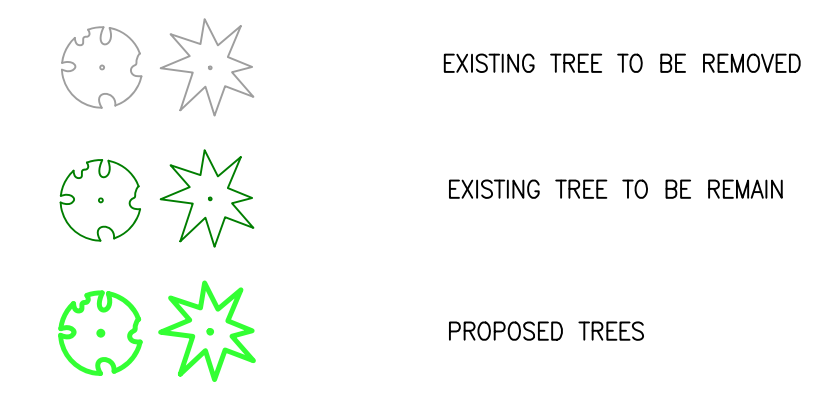 EXISTING TREE TO BE REMOVED
EXISTING TREE TO BE REMAIN
PROPOSED TREES